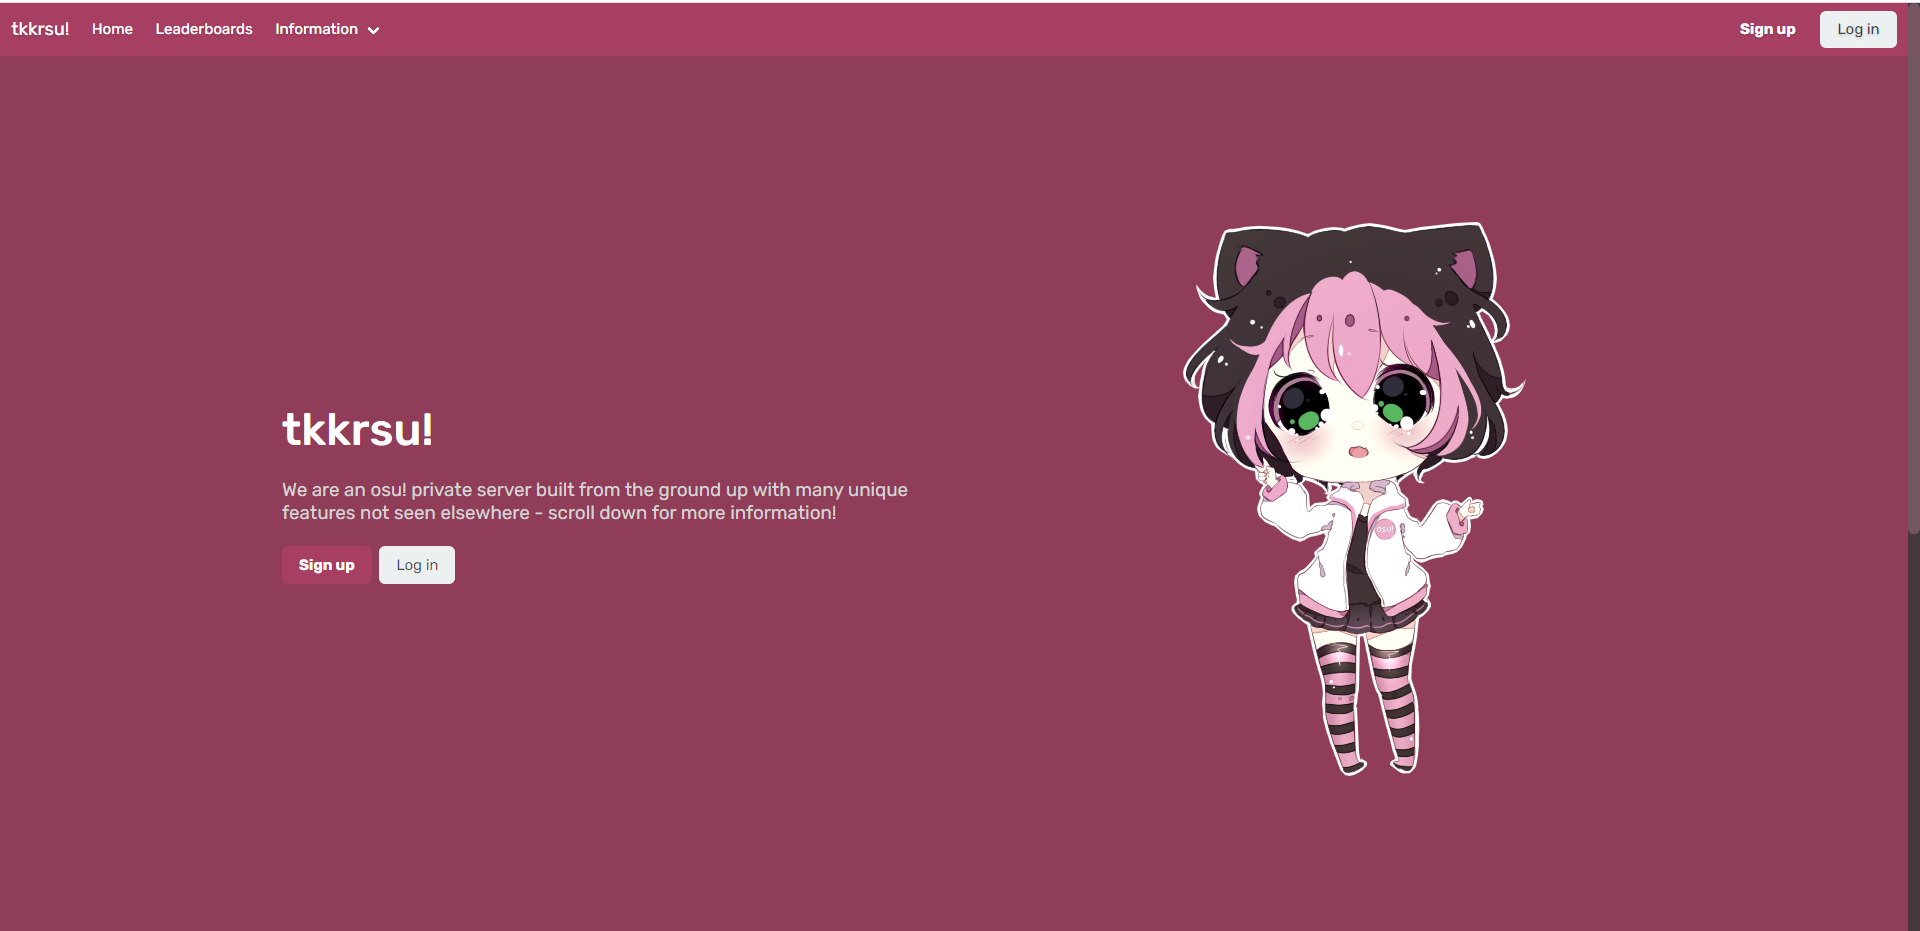 tkkrsu! Home Leaderboards Information Sign up Log in
tkkrsu!
We are an osu! private server built from the ground up with many unique
features not seen elsewhere - scroll down for more information!
Sign up Log in
osu!